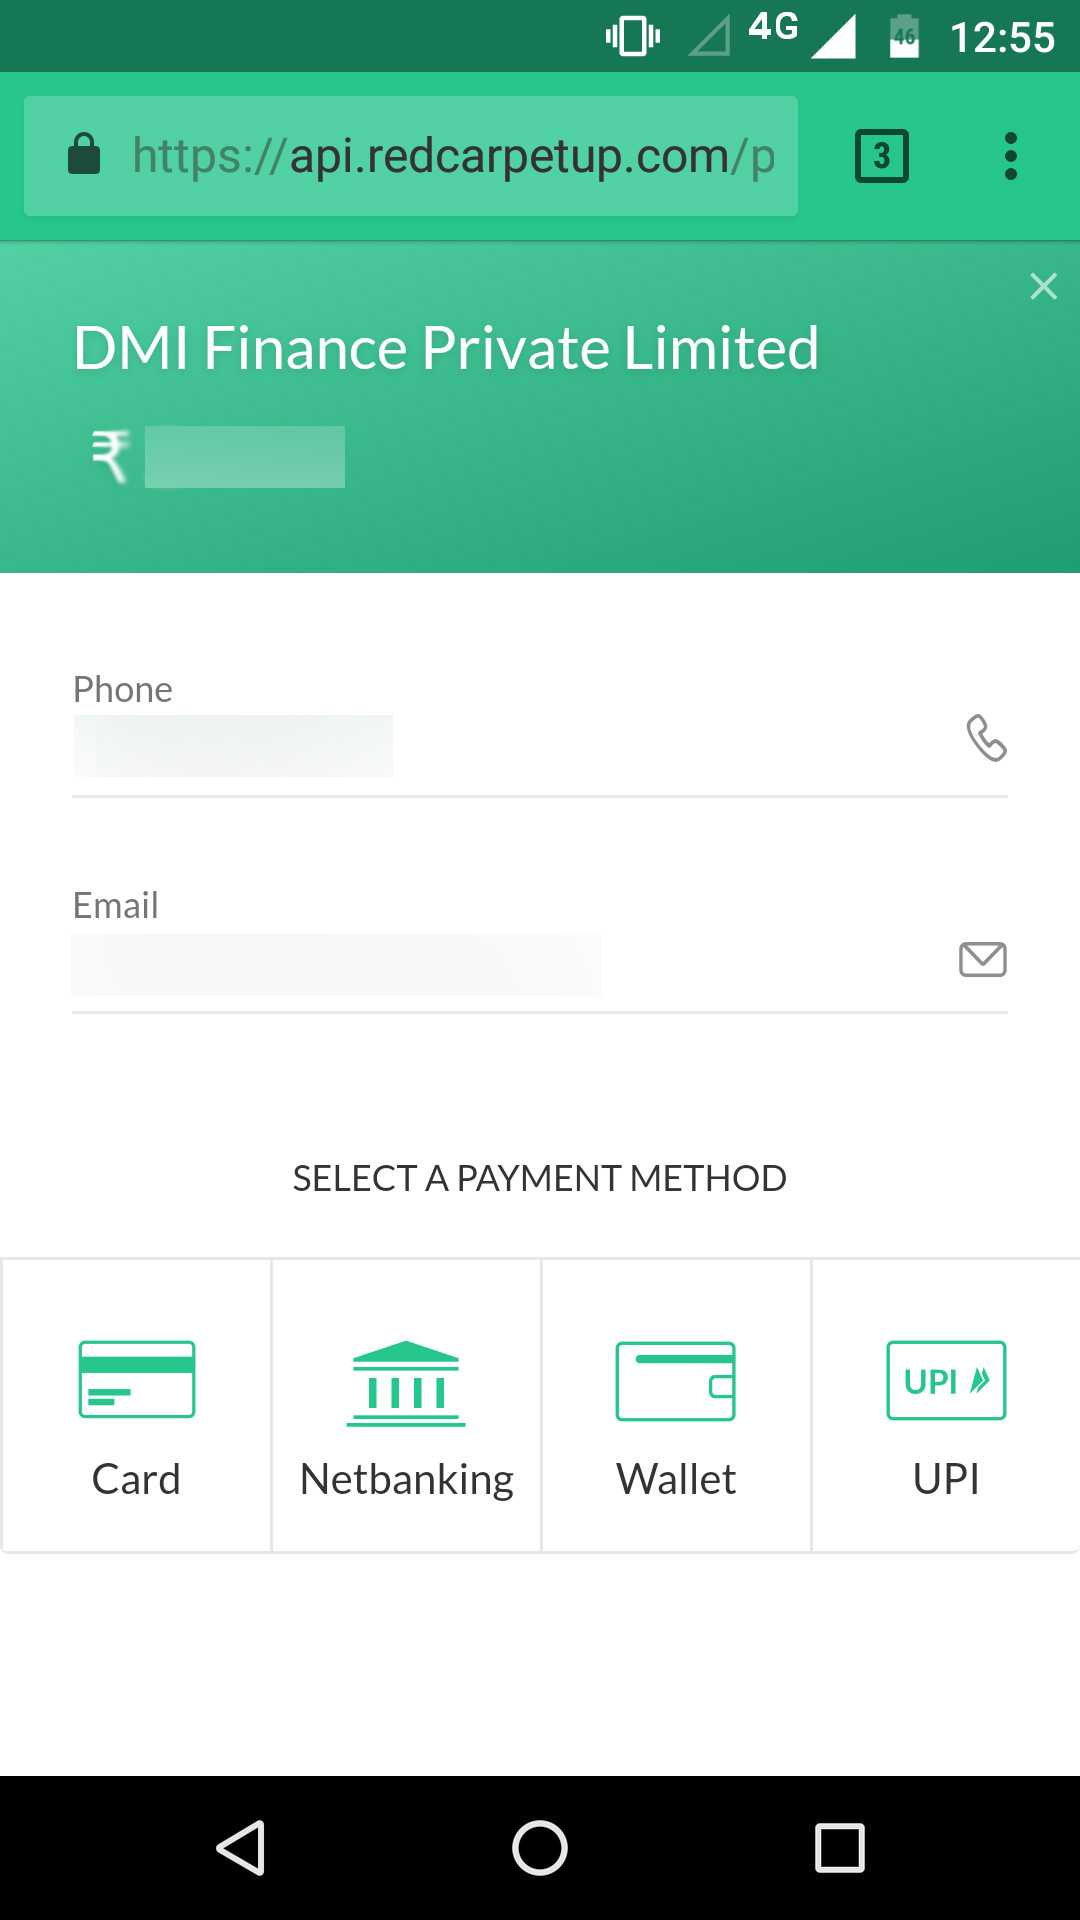 4G 46 12:55
https://api.redcarpetup.com/p 3
DMI Finance Private Limited
₹
Phone
Email
SELECT A PAYMENT METHOD
UPI
Card Netbanking Wallet UPI